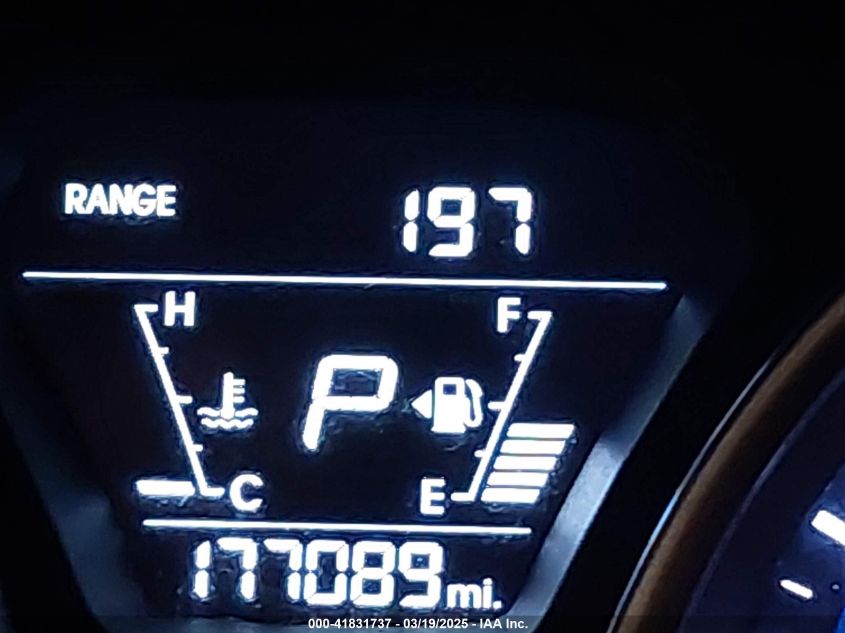 RANGE 197
H F
P
C E
177089 mi.
000-41831737 - 03/19/2025 - IAA Inc.